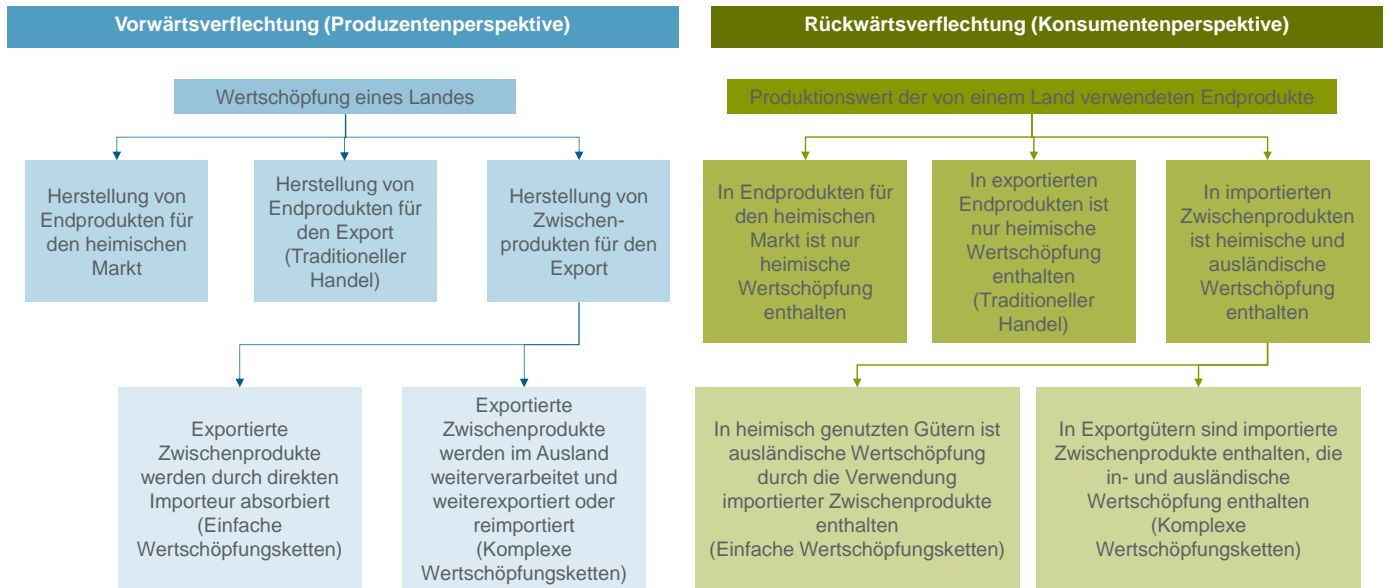 Vorwärtsverflechtung (Produzentenperspektive)
Wertschöpfung eines Landes
Herstellung von
Endprodukten für
den heimischen
Markt
Herstellung von
Endprodukten für
den Export
(Traditioneller
Handel)
Herstellung von
Zwischen-
produkten für den
Export
Exportierte
Zwischenprodukte
werden durch direkten
Importeur absorbiert
(Einfache
Wertschöpfungsketten)
Exportierte
Zwischenprodukte
werden im Ausland
weiterverarbeitet und
weiterexportiert oder
reimportiert
(Komplexe
Wertschöpfungsketten)
Rückwärtsverflechtung (Konsumentenperspektive)
Produktionswert der von einem Land verwendeten Endprodukte
In Endprodukten für
den heimischen
Markt ist nur
heimische
Wertschöpfung
enthalten
In exportierten
Endprodukten ist
nur heimische
Wertschöpfung
enthalten
(Traditioneller
Handel)
In importierten
Zwischenprodukten
ist heimische und
ausländische
Wertschöpfung
enthalten
In heimisch genutzten Gütern ist
ausländische Wertschöpfung
durch die Verwendung
importierter Zwischenprodukte
enthalten
(Einfache Wertschöpfungsketten)
In Exportgütern sind importierte
Zwischenprodukte enthalten, die
in- und ausländische
Wertschöpfung enthalten
(Komplexe
Wertschöpfungsketten)